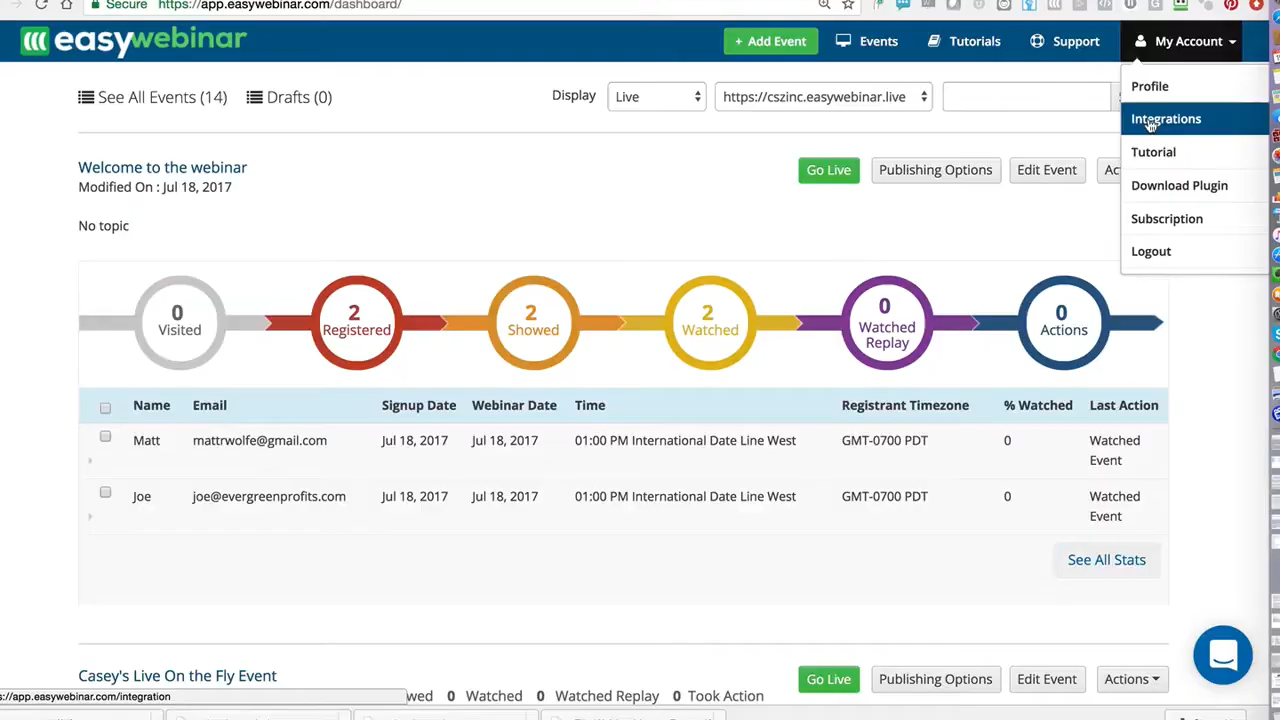 Secure https://app.easywebinar.com/dashboard/
easywebinar
+ Add Event
Events
Tutorials
Support
My Account
Profile
Integrations
Tutorial
Download Plugin
Subscription
Logout
See All Events (14)
Drafts (0)
Display
Live
https://cszinc.easywebinar.live
Welcome to the webinar
Modified On : Jul 18, 2017
Go Live
Publishing Options
Edit Event
Ac
No topic
0 Visited
2 Registered
2 Showed
2 Watched
0 Watched Replay
0 Actions
Name Email Signup Date Webinar Date Time Registrant Timezone % Watched Last Action
Matt mattrwolfe@gmail.com Jul 18, 2017 Jul 18, 2017 01:00 PM International Date Line West GMT-0700 PDT 0 Watched Event
Joe joe@evergreenprofits.com Jul 18, 2017 Jul 18, 2017 01:00 PM International Date Line West GMT-0700 PDT 0 Watched Event
See All Stats
Casey's Live On the Fly Event
Go Live
Publishing Options
Edit Event
Actions
s://app.easywebinar.com/integration
wed 0 Watched 0 Watched Replay 0 Took Action